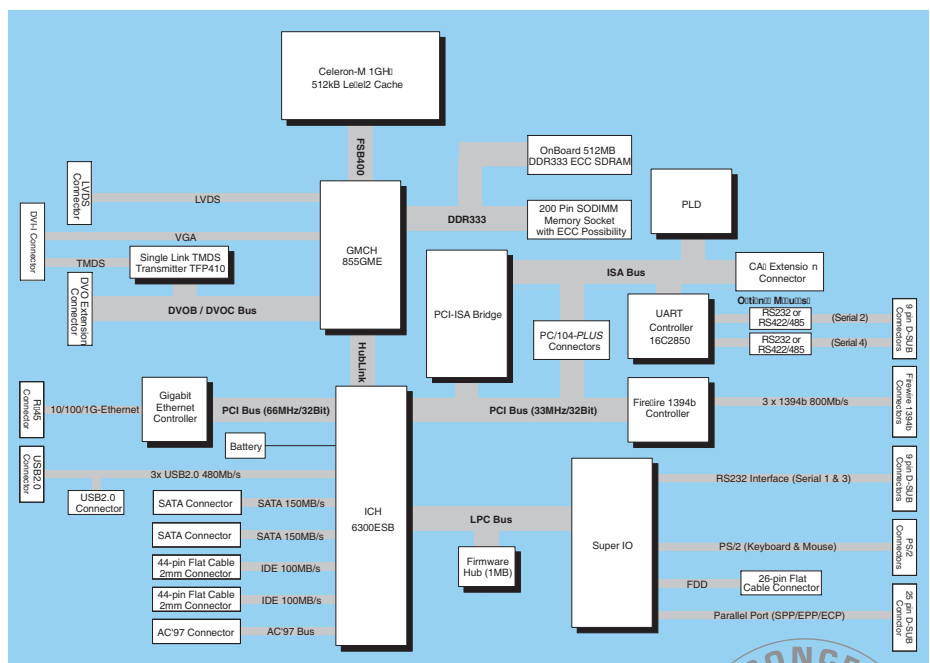 Celeron-M 1GH
512kB Le el2 Cache
FSB400
OnBoard 512MB
DDR333 ECC SDRAM
LVDS
Connector
LVDS
DDR333
200 Pin SODIMM
Memory Socket
with ECC Possibility
PLD
DVI-I Connector
VGA
GMCH
855GME
TMDS
Single Link TMDS
Transmitter TFP410
DVO Extension
Connector
DVOB / DVOC Bus
PCI-ISA Bridge
ISA Bus
Extensio n
Connector
UART
Controller
16C2850
RS232 or
RS422/485
(Serial 2)
RS232 or
RS422/485
(Serial 4)
9 pin D-SUB
Connectors
PC/104-PLUS
Connectors
HubLink
Connector
10/100/1G-Ethernet
Gigabit
Ethernet
Controller
PCI Bus (66MHz/32Bit)
PCI Bus (33MHz/32Bit)
Fire ire 1394b
Controller
3 x 1394b 800Mb/s
Firewire 1394b
Connectors
Battery
USB2.0
Connector
3x USB2.0 480Mb/s
USB2.0
Connector
ICH
6300ESB
SATA Connector
SATA 150MB/s
SATA Connector
SATA 150MB/s
44-pin Flat Cable
2mm Connector
IDE 100MB/s
44-pin Flat Cable
2mm Connector
IDE 100MB/s
AC'97 Connector
AC'97 Bus
LPC Bus
Firmware
Hub (1MB)
Super IO
RS232 Interface (Serial 1 & 3)
9 pin D-SUB
Connectors
PS/2 (Keyboard & Mouse)
PS/2
Connectors
FDD
26-pin Flat
Cable Connector
Parallel Port (SPP/EPP/ECP)
25 pin D-SUB
Connctor